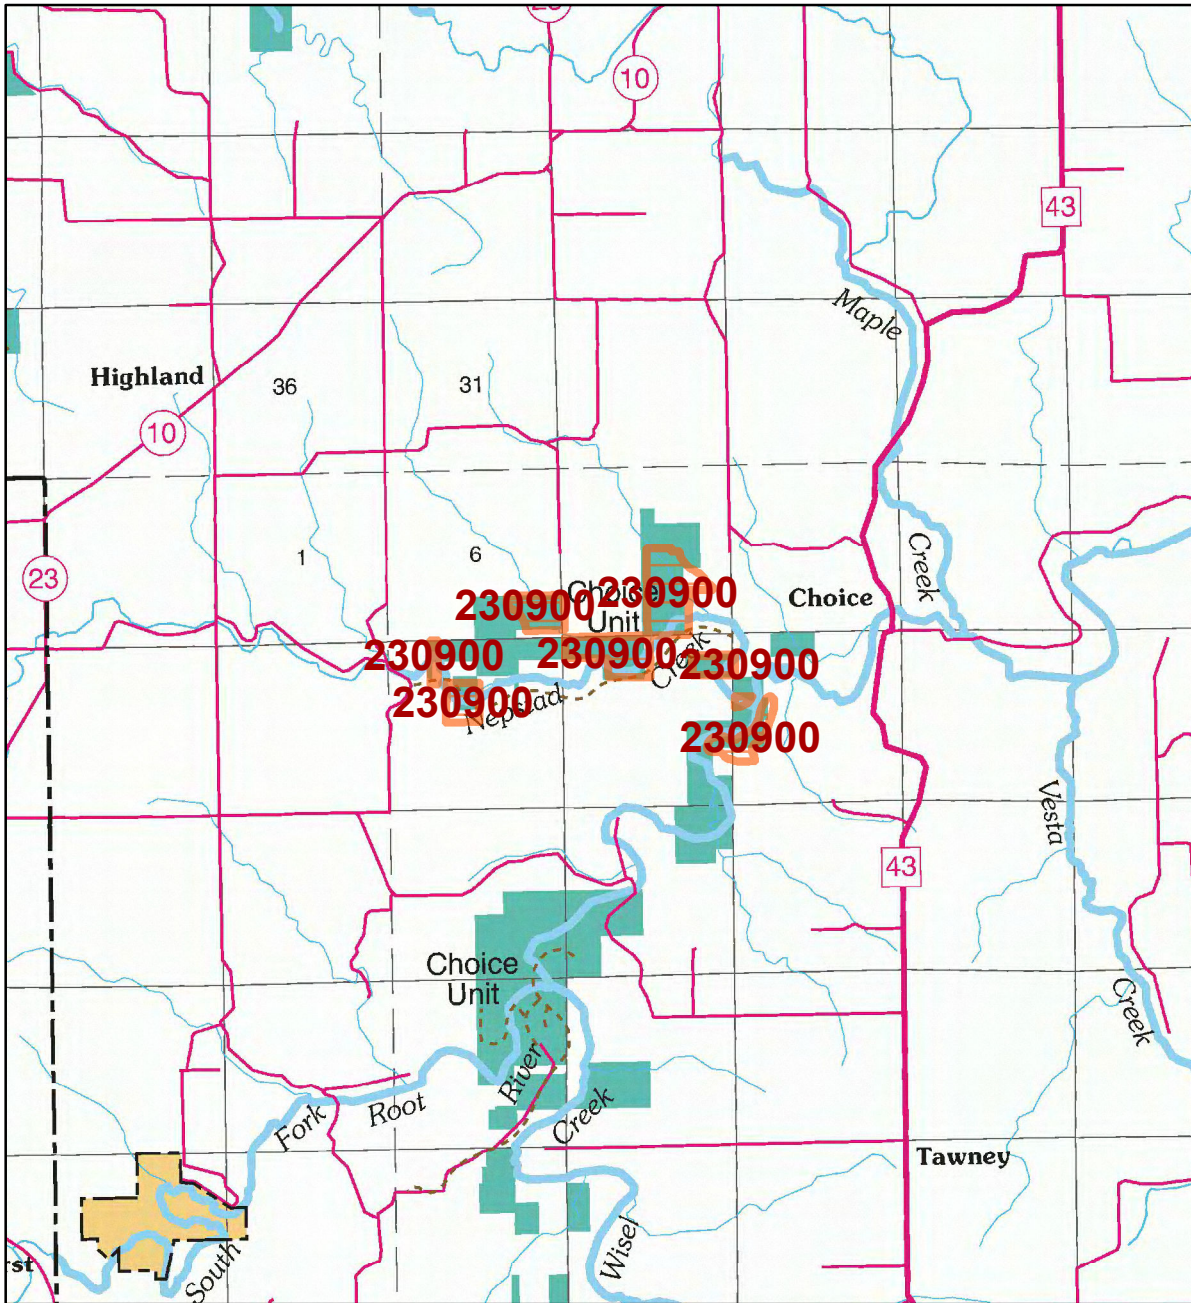 10
43
Maple
Highland
36
31
10
1
6
Creek
23
230900
230900
Choice
Unit
Choice
230900
230900
230900
Creek
230900
Nepstad
230900
Vesta
43
Choice
Unit
Creek
River
Fork
Root
Creek
Tawney
South
Wisel
rst